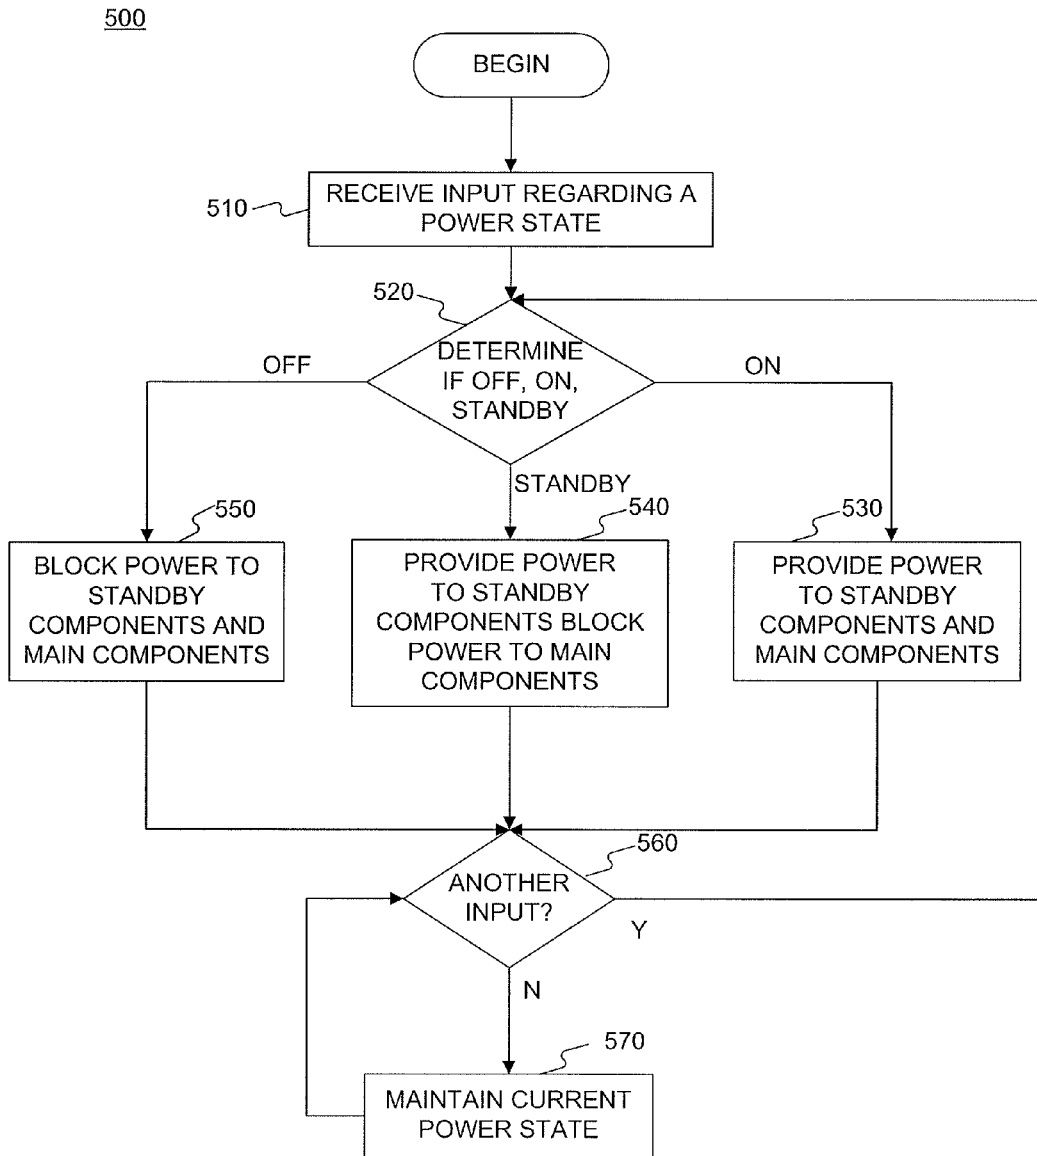 500
BEGIN
510
RECEIVE INPUT REGARDING A
POWER STATE
520
DETERMINE
IF OFF, ON,
STANDBY
OFF
ON
STANDBY
550
BLOCK POWER TO
STANDBY
COMPONENTS AND
MAIN COMPONENTS
540
PROVIDE POWER
TO STANDBY
COMPONENTS BLOCK
POWER TO MAIN
COMPONENTS
530
PROVIDE POWER
TO STANDBY
COMPONENTS AND
MAIN COMPONENTS
560
ANOTHER
INPUT?
Y
N
570
MAINTAIN CURRENT
POWER STATE